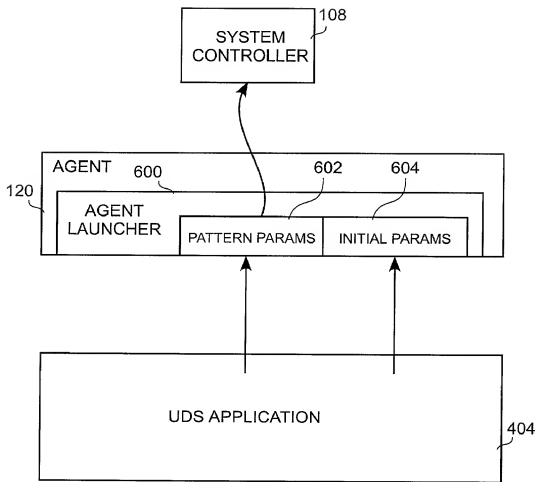 108
SYSTEM
CONTROLLER
AGENT
602
604
600
120
AGENT
LAUNCHER
PATTERN PARAMS
INITIAL PARAMS
UDS APPLICATION
404